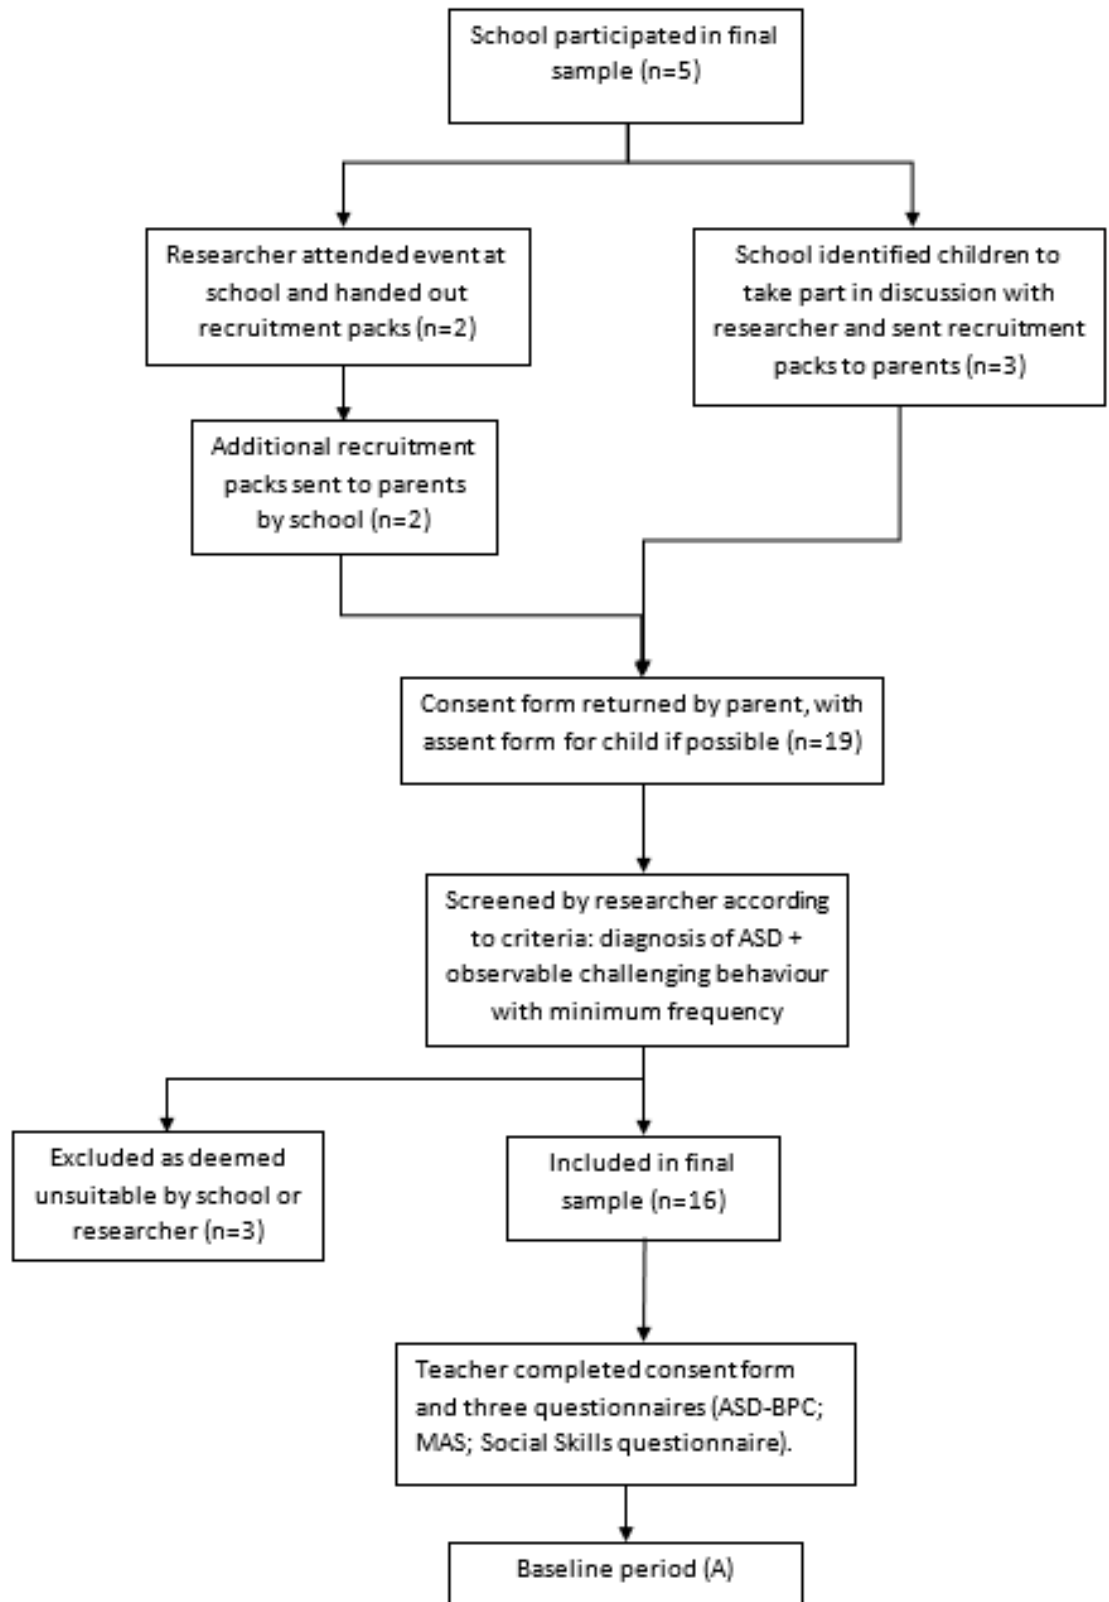 School participated in final
sample (n=5)
Researcher attended event at
school and handed out
recruitment packs (n=2)
School identified children to
take part in discussion with
researcher and sent recruitment
packs to parents (n=3)
Additional recruitment
packs sent to parents
by school (n=2)
Consent form returned by parent, with
assent form for child if possible (n=19)
Screened by researcher according
to criteria: diagnosis of ASD +
observable challenging behaviour
with minimum frequency
Excluded as deemed
unsuitable by school or
researcher (n=3)
Included in final
sample (n=16)
Teacher completed consent form
and three questionnaires (ASD-BPC;
MAS; Social Skills questionnaire).
Baseline period (A)